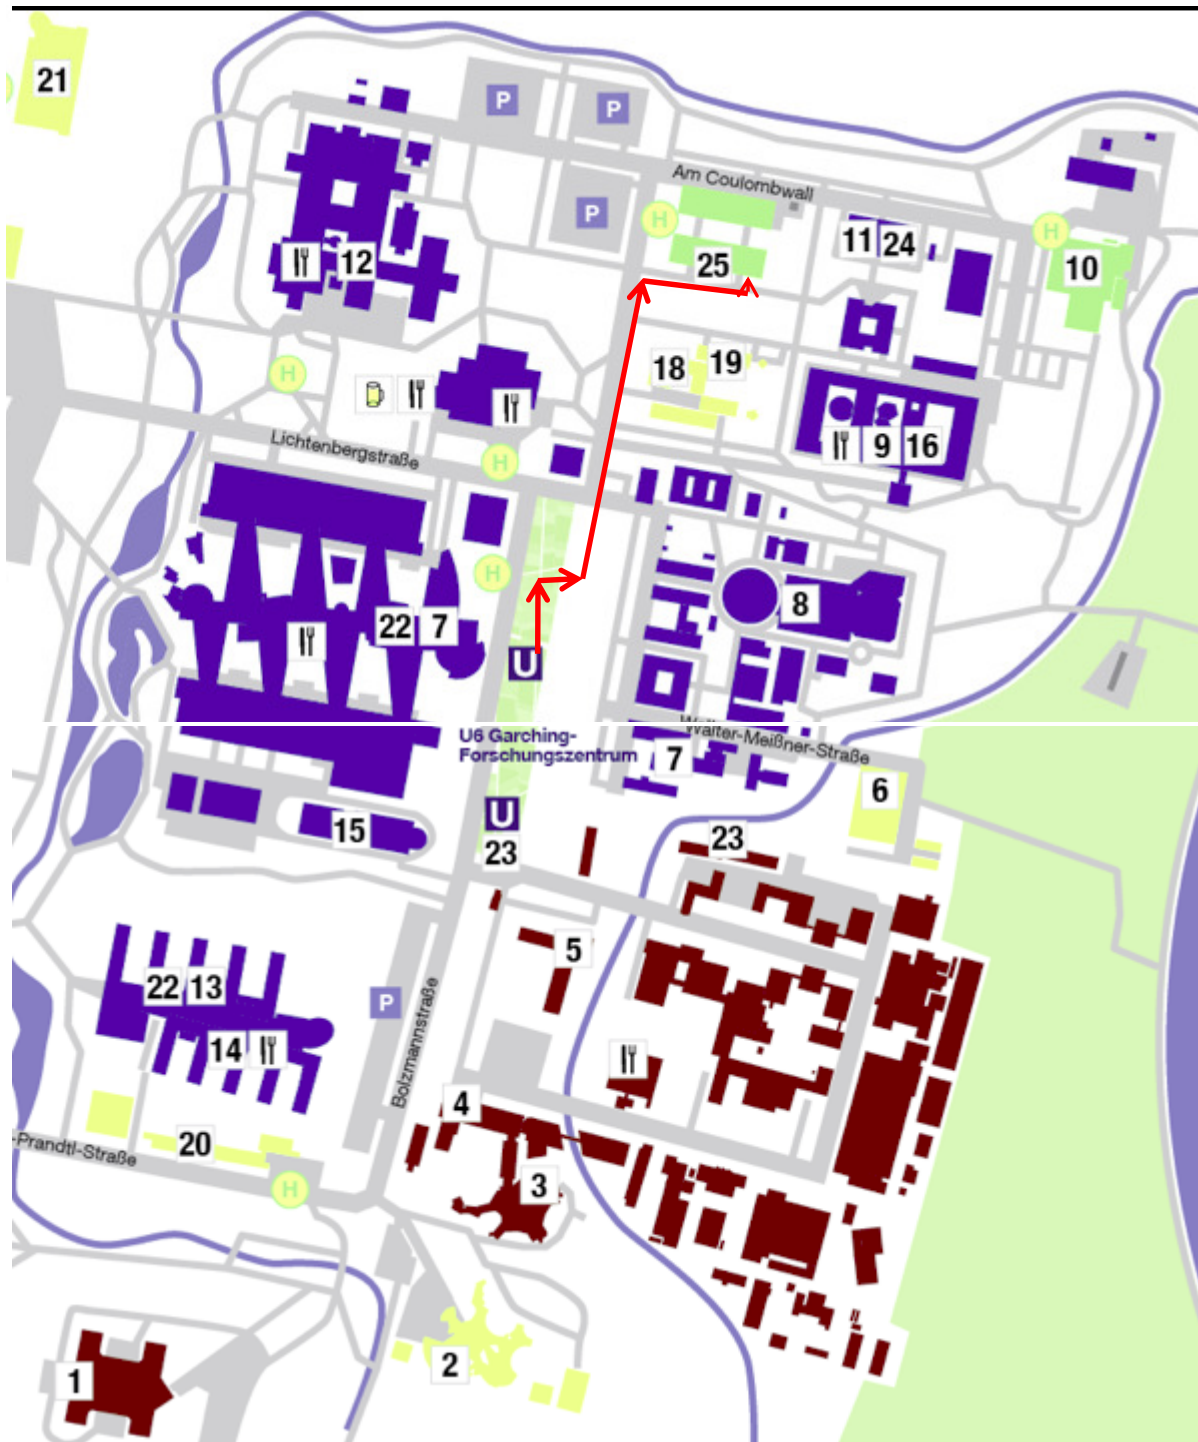 21
P
P
Am Coulombwall
P
H
H
11
24
25
10
12
18
19
H
9
16
Lichtenbergstraße
H
H
22
7
8
U
Walter-Meißner-Straße
U6 Garching-
Forschungszentrum
7
6
U
15
23
23
5
22
13
P
14
Bolzmannstraße
4
20
-Prandtl-Straße
3
H
2
1